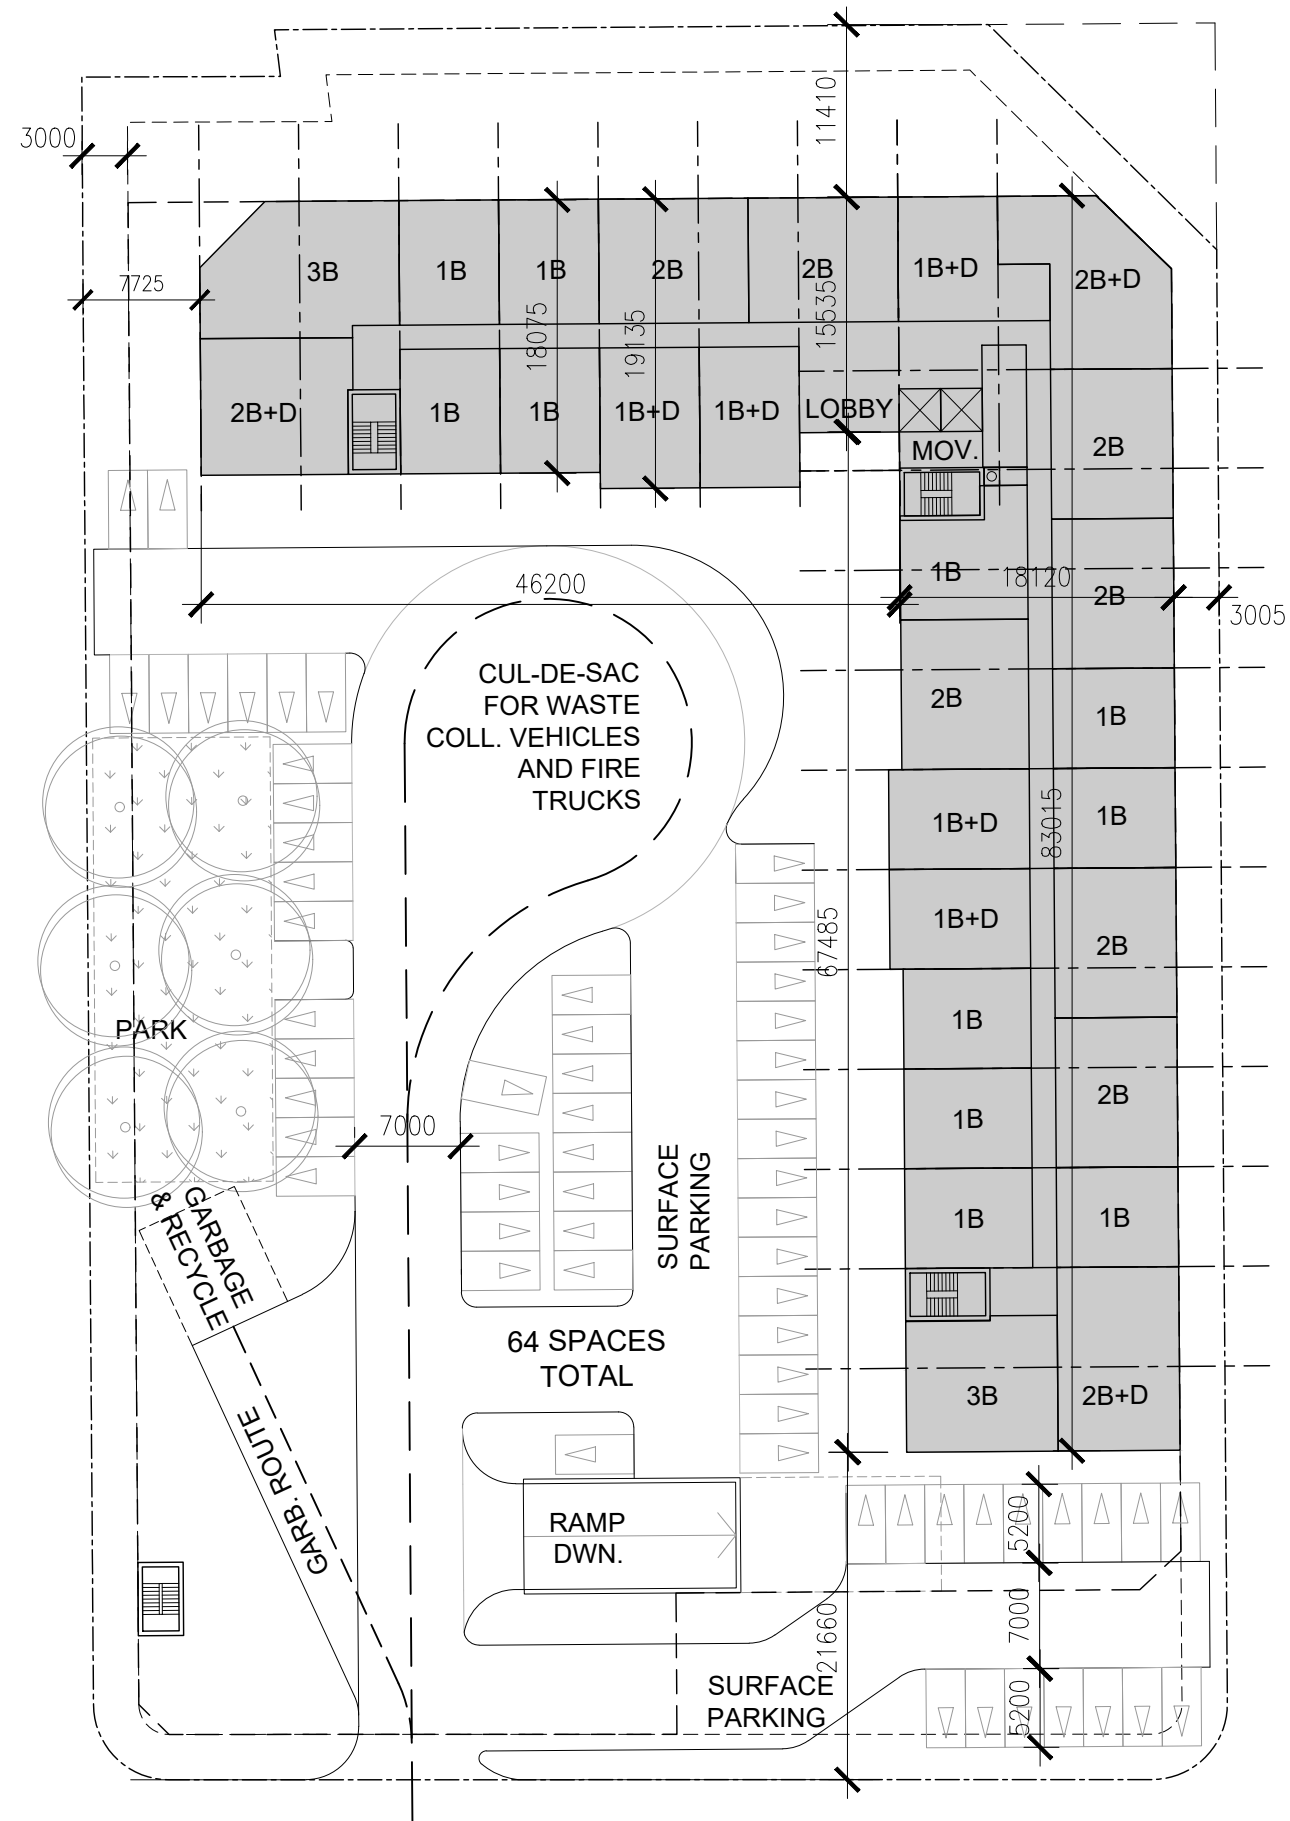 11410
3000
7725
3B
1B
1B
2B
2B
1B+D
2B+D
18075
19135
15535
2B+D
1B
1B
1B+D
1B+D
LOBBY
MOV.
2B
46200
1B
18120
2B
3005
CUL-DE-SAC
FOR WASTE
COLL. VEHICLES
AND FIRE
TRUCKS
2B
1B
1B+D
83015
1B
1B+D
67485
2B
PARK
1B
7000
1B
2B
SURFACE
PARKING
GARBAGE
& RECYCLE
1B
1B
64 SPACES
TOTAL
3B
2B+D
GARB. ROUTE
RAMP
DWN.
5200
7000
21660
SURFACE
PARKING
5200